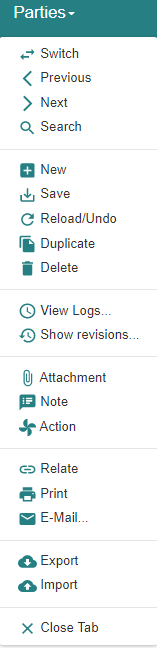 Parties
Switch
Previous
Next
Search
New
Save
Reload/Undo
Duplicate
Delete
View Logs...
Show revisions...
Attachment
Note
Action
Relate
Print
E-Mail...
Export
Import
Close Tab